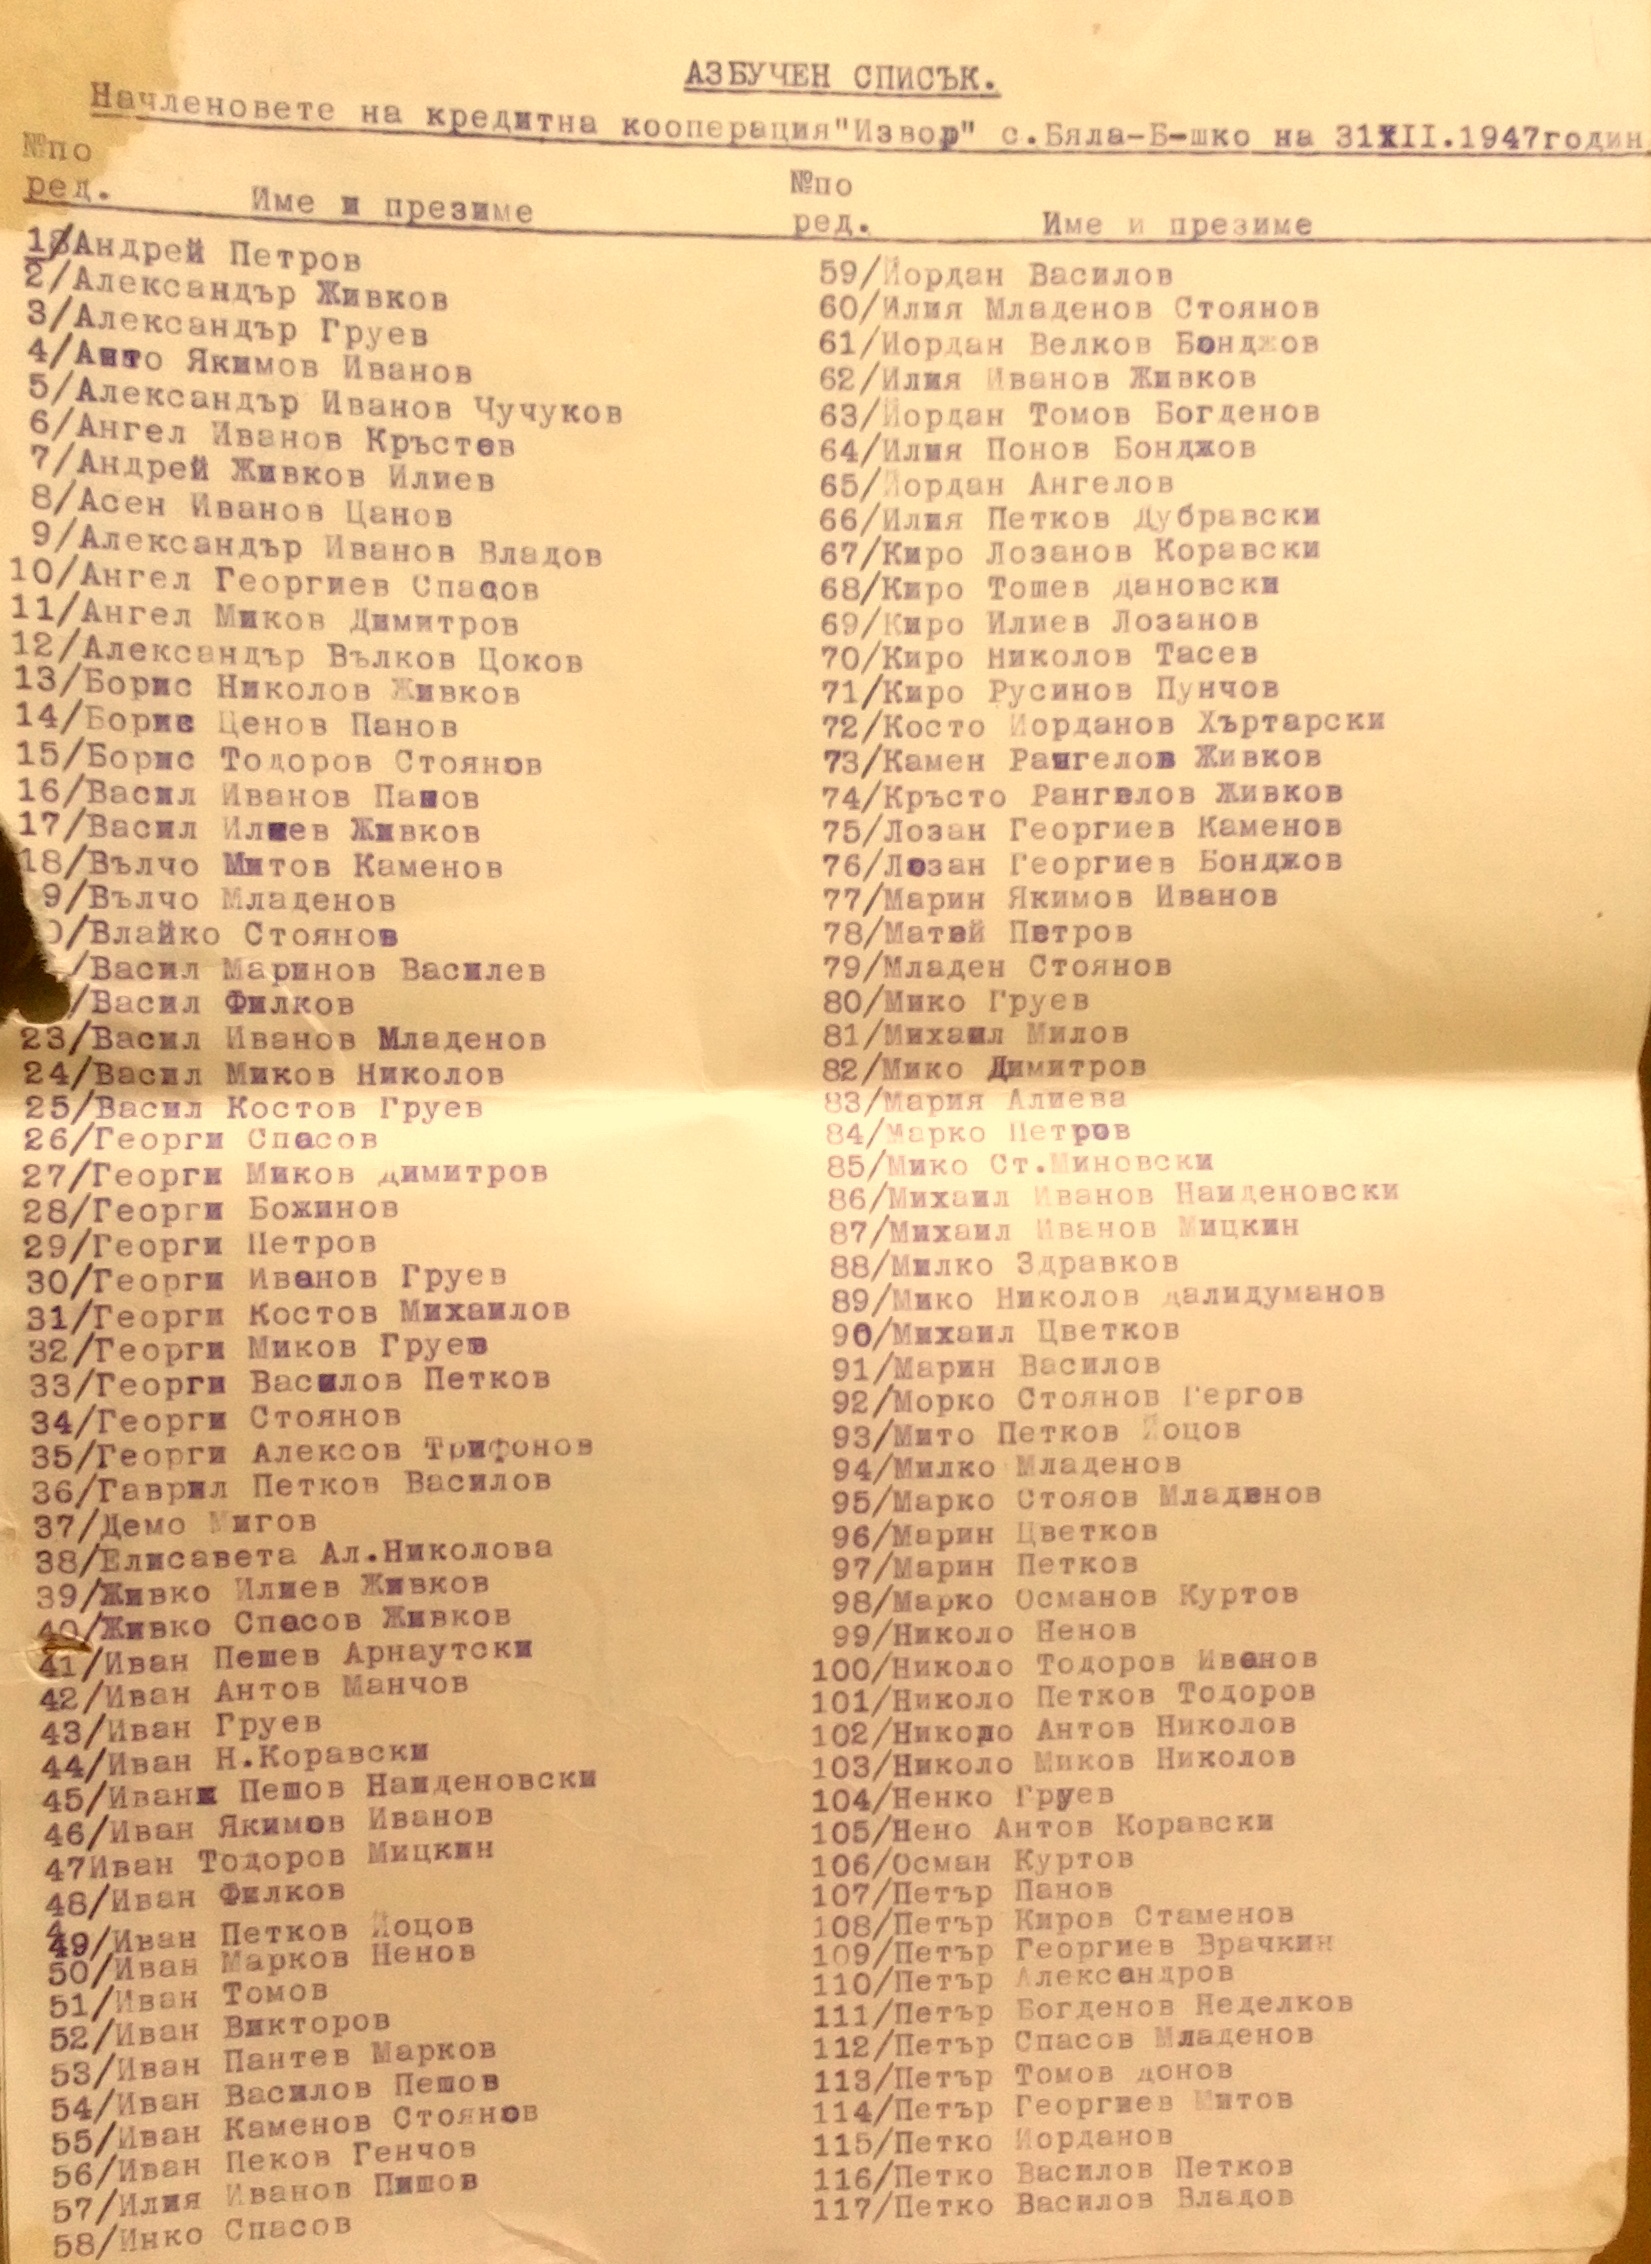 АЗБУЧЕН СПИСЪК.
Начленовете на кредитна кооперация"Извор" с.Бяла-Б-шко на 31XII.1947годин
№по
ред. Име и презиме
1/Андрей Петров
2/Александър Живков
3/Александър Груев
4/Анто Якимов Иванов
5/Александър Иванов Чучуков
6/Ангел Иванов Кръстев
7/Андрей Живков Илиев
8/Асен Иванов Цанов
9/Александър Иванов Владов
10/Ангел Георгиев Спасов
11/Ангел Миков Димитров
12/Александър Вълков Цоков
13/Борис Николов Живков
14/Борис Ценов Панов
15/Борис Тодоров Стоянов
16/Васил Иванов Панов
17/Васил Илиев Живков
18/Вълчо Митов Каменов
9/Вълчо Младенов
0/Влайко Стоянов
/Васил Маринов Василев
/Васил Филков
23/Васил Иванов Младенов
24/Васил Миков Николов
25/Васил Костов Груев
26/Георги Спасов
27/Георги Миков Димитров
28/Георги Божинов
29/Георги Петров
30/Георги Иванов Груев
31/Георги Костов Михаилов
32/Георги Миков Груев
33/Георги Василов Петков
34/Георги Стоянов
35/Георги Алексов Трифонов
36/Гаврил Петков Василов
37/Демо Мигов
38/Елисавета Ал.Николова
39/Живко Илиев Живков
40/Живко Спасов Живков
41/Иван Пешев Арнаутски
42/Иван Антов Манчов
43/Иван Груев
44/Иван Н.Коравски
45/Иван Пешов Наиденовски
46/Иван Якимов Иванов
47Иван Тодоров Мицкин
48/Иван Филков
49/Иван Петков Йоцов
50/Иван Марков Ненов
51/Иван Томов
52/Иван Викторов
53/Иван Пантев Марков
54/Иван Василов Пешов
55/Иван Каменов Стоянов
56/Иван Пеков Генчов
57/Илия Иванов Пишов
58/Инко Спасов
№по
ред. Име и презиме
59/Йордан Василов
60/Илия Младенов Стоянов
61/Иордан Велков Бонджов
62/Илия Иванов Живков
63/Йордан Томов Богденов
64/Илия Понов Бонджов
65/Йордан Ангелов
66/Илия Петков Дубравски
67/Киро Лозанов Коравски
68/Киро Тошев Дановски
69/Киро Илиев Лозанов
70/Киро Николов Тасев
71/Киро Русинов Пунчов
72/Косто Иорданов Хъртарски
73/Камен Рангелов Живков
74/Кръсто Рангелов Живков
75/Лозан Георгиев Каменов
76/Лозан Георгиев Бонджов
77/Марин Якимов Иванов
78/Матей Петров
79/Младен Стоянов
80/Мико Груев
81/Михаил Милов
82/Мико Димитров
83/Мария Алиева
84/Марко Петров
85/Мико Ст.Миновски
86/Михаил Иванов Наиденовски
87/Михаил Иванов Мицкин
88/Милко Здравков
89/Мико Николов Далидуманов
90/Михаил Цветков
91/Марин Василов
92/Морко Стоянов Гергов
93/Мито Петков Йоцов
94/Милко Младенов
95/Марко Стояов Младенов
96/Марин Цветков
97/Марин Петков
98/Марко Османов Куртов
99/Николо Ненов
100/Николо Тодоров Иванов
101/Николо Петков Тодоров
102/Николо Антов Николов
103/Николо Миков Николов
104/Ненко Груев
105/Нено Антов Коравски
106/Осман Куртов
107/Петър Панов
108/Петър Киров Стаменов
109/Петър Георгиев Врачкин
110/Петър Александров
111/Петър Богденов Неделков
112/Петър Спасов Младенов
113/Петър Томов Донов
114/Петър Георгиев Митов
115/Петко Иорданов
116/Петко Василов Петков
117/Петко Василов Владов